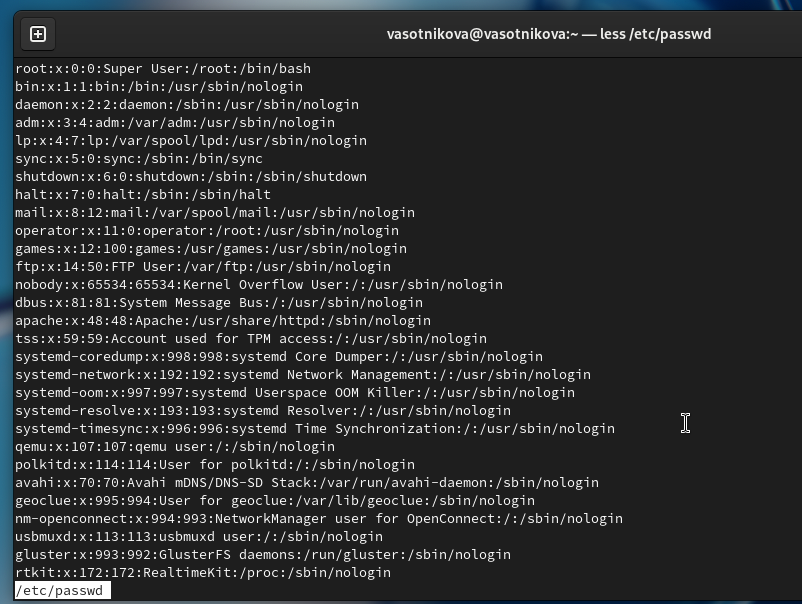 vasotnikova@vasotnikova:~ — less /etc/passwd
root:x:0:0:Super User:/root:/bin/bash
bin:x:1:1:bin:/bin:/usr/sbin/nologin
daemon:x:2:2:daemon:/sbin:/usr/sbin/nologin
adm:x:3:4:adm:/var/adm:/usr/sbin/nologin
lp:x:4:7:lp:/var/spool/lpd:/usr/sbin/nologin
sync:x:5:0:sync:/sbin:/bin/sync
shutdown:x:6:0:shutdown:/sbin:/sbin/shutdown
halt:x:7:0:halt:/sbin:/sbin/halt
mail:x:8:12:mail:/var/spool/mail:/usr/sbin/nologin
operator:x:11:0:operator:/root:/usr/sbin/nologin
games:x:12:100:games:/usr/games:/usr/sbin/nologin
ftp:x:14:50:FTP User:/var/ftp:/usr/sbin/nologin
nobody:x:65534:65534:Kernel Overflow User:/:/usr/sbin/nologin
dbus:x:81:81:System Message Bus:/:/usr/sbin/nologin
apache:x:48:48:Apache:/usr/share/httpd:/sbin/nologin
tss:x:59:59:Account used for TPM access:/:/usr/sbin/nologin
systemd-coredump:x:998:998:systemd Core Dumper:/:/usr/sbin/nologin
systemd-network:x:192:192:systemd Network Management:/:/usr/sbin/nologin
systemd-oom:x:997:997:systemd Userspace OOM Killer:/:/usr/sbin/nologin
systemd-resolve:x:193:193:systemd Resolver:/:/usr/sbin/nologin
systemd-timesync:x:996:996:systemd Time Synchronization:/:/usr/sbin/nologin
qemu:x:107:107:qemu user:/:/sbin/nologin
polkitd:x:114:114:User for polkitd:/:/sbin/nologin
avahi:x:70:70:Avahi mDNS/DNS-SD Stack:/var/run/avahi-daemon:/sbin/nologin
geoclue:x:995:994:User for geoclue:/var/lib/geoclue:/sbin/nologin
nm-openconnect:x:994:993:NetworkManager user for OpenConnect:/:/sbin/nologin
usbmuxd:x:113:113:usbmuxd user:/:/sbin/nologin
gluster:x:993:992:GlusterFS daemons:/run/gluster:/sbin/nologin
rtkit:x:172:172:RealtimeKit:/proc:/sbin/nologin
/etc/passwd